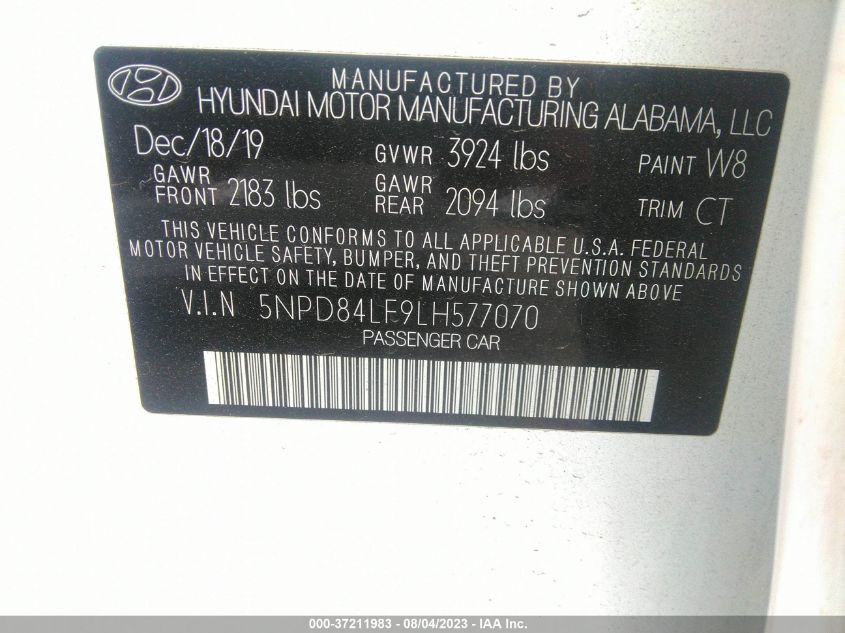 MANUFACTURED BY
HYUNDAI MOTOR MANUFACTURING ALABAMA, LLC
Dec/18/19 GVWR 3924 lbs PAINT W8
GAWR FRONT 2183 lbs GAWR REAR 2094 lbs TRIM CT
THIS VEHICLE CONFORMS TO ALL APPLICABLE U.S.A. FEDERAL
MOTOR VEHICLE SAFETY, BUMPER, AND THEFT PREVENTION STANDARDS
IN EFFECT ON THE DATE OF MANUFACTURE SHOWN ABOVE
V.I.N 5NPD84LF9LH577070
PASSENGER CAR
000-37211983 - 08/04/2023 - IAA Inc.